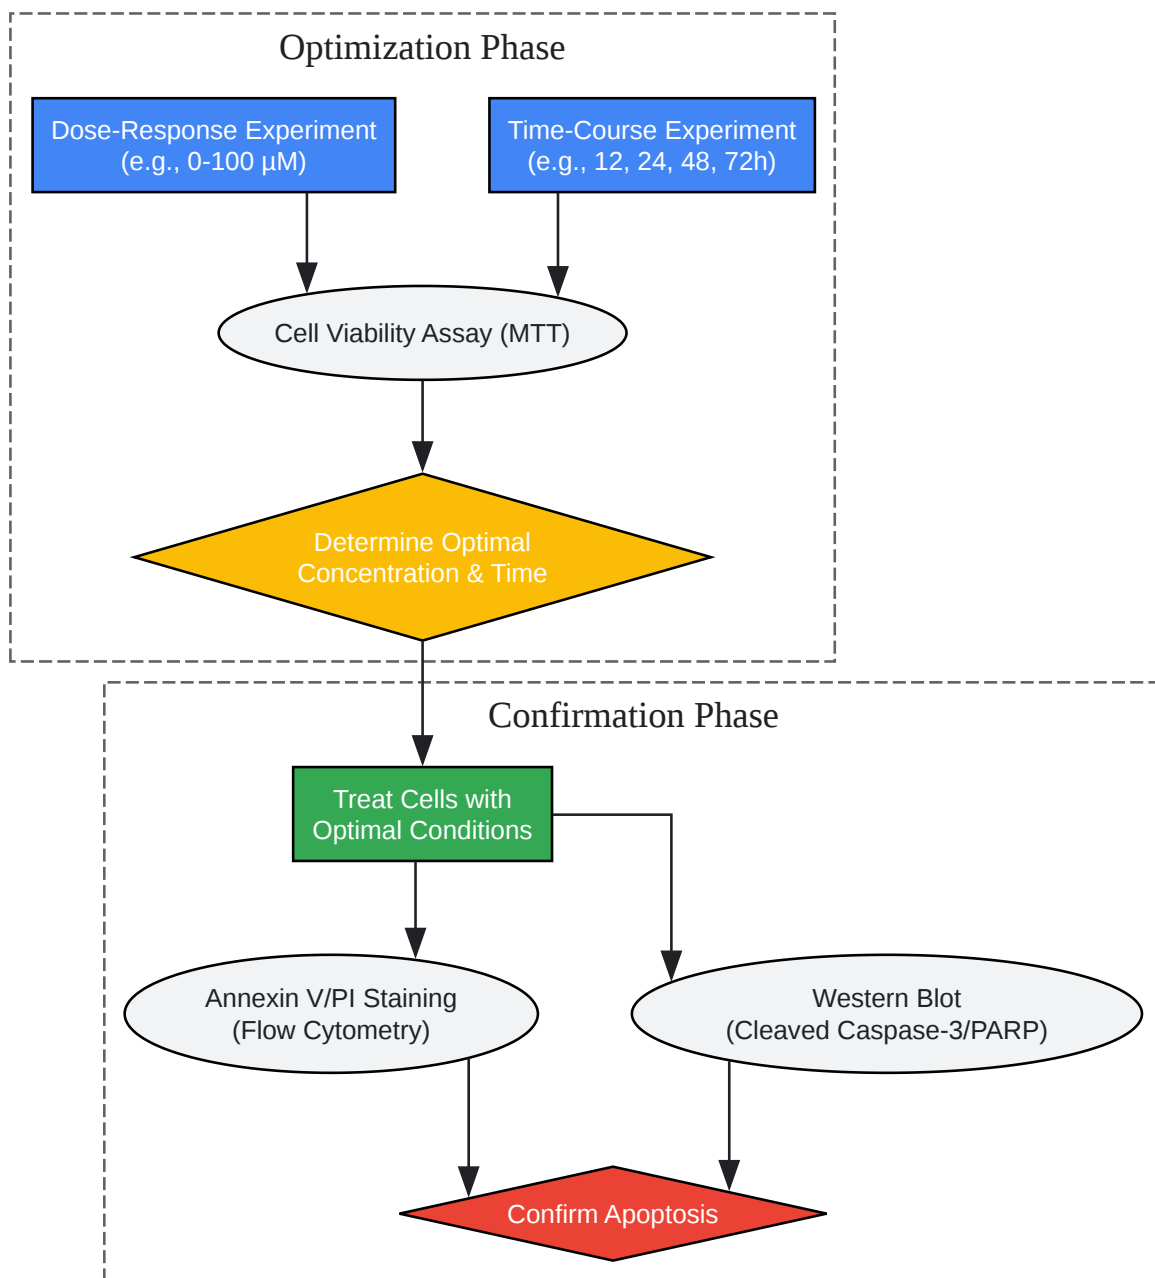 Optimization Phase
Dose-Response Experiment
(e.g., 0-100 µM)
Time-Course Experiment
(e.g., 12, 24, 48, 72h)
Cell Viability Assay (MTT)
Determine Optimal
Concentration & Time
Confirmation Phase
Treat Cells with
Optimal Conditions
Annexin V/PI Staining
(Flow Cytometry)
Western Blot
(Cleaved Caspase-3/PARP)
Confirm Apoptosis